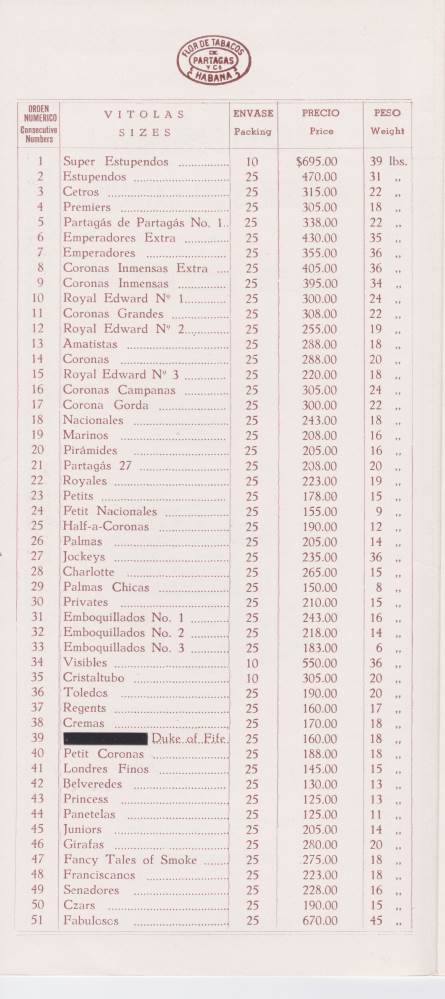 FLOR DE TABACOS
DE
PARTAGAS
Y Cª
HABANA
ORDEN NUMERICO VITOLAS ENVASE PRECIO PESO
Consecutive Numbers SIZES Packing Price Weight
1 Super Estupendos 10 $695.00 39 lbs.
2 Estupendos 25 470.00 31 ,,
3 Cetros 25 315.00 22 ,,
4 Premiers 25 305.00 18 ,,
5 Partagás de Partagás No. 1.. 25 338.00 22 ,,
6 Emperadores Extra 25 430.00 35 ,,
7 Emperadores 25 355.00 36 ,,
8 Coronas Inmensas Extra 25 405.00 36 ,,
9 Coronas Inmensas 25 395.00 34 ,,
10 Royal Edward Nº 1 25 300.00 24 ,,
11 Coronas Grandes 25 308.00 22 ,,
12 Royal Edward Nº 2 25 255.00 19 ,,
13 Amatistas 25 288.00 18 ,,
14 Coronas 25 288.00 20 ,,
15 Royal Edward Nº 3 25 220.00 18 ,,
16 Coronas Campanas 25 305.00 24 ,,
17 Corona Gorda 25 300.00 22 ,,
18 Nacionales 25 243.00 18 ,,
19 Marinos 25 208.00 16 ,,
20 Pirámides 25 205.00 16 ,,
21 Partagás 27 25 208.00 20 ,,
22 Royales 25 223.00 19 ,,
23 Petits 25 178.00 15 ,,
24 Petit Nacionales 25 155.00 9 ,,
25 Half-a-Coronas 25 190.00 12 ,,
26 Palmas 25 205.00 14 ,,
27 Jockeys 25 235.00 36 ,,
28 Charlotte 25 265.00 15 ,,
29 Palmas Chicas 25 150.00 8 ,,
30 Privates 25 210.00 15 ,,
31 Emboquillados No. 1 25 243.00 16 ,,
32 Emboquillados No. 2 25 218.00 14 ,,
33 Emboquillados No. 3 25 183.00 6 ,,
34 Visibles 10 550.00 36 ,,
35 Cristaltubo 10 305.00 20 ,,
36 Toledos 25 190.00 20 ,,
37 Regents 25 160.00 17 ,,
38 Cremas 25 170.00 18 ,,
39 Duke of Fife 25 160.00 18 ,,
40 Petit Coronas 25 188.00 18 ,,
41 Londres Finos 25 145.00 15 ,,
42 Belvederes 25 130.00 13 ,,
43 Princess 25 125.00 13 ,,
44 Panetelas 25 125.00 11 ,,
45 Juniors 25 205.00 14 ,,
46 Girafas 25 280.00 20 ,,
47 Fancy Tales of Smoke 25 275.00 18 ,,
48 Franciscanos 25 223.00 18 ,,
49 Senadores 25 228.00 16 ,,
50 Czars 25 190.00 15 ,,
51 Fabulosos 25 670.00 45 ,,